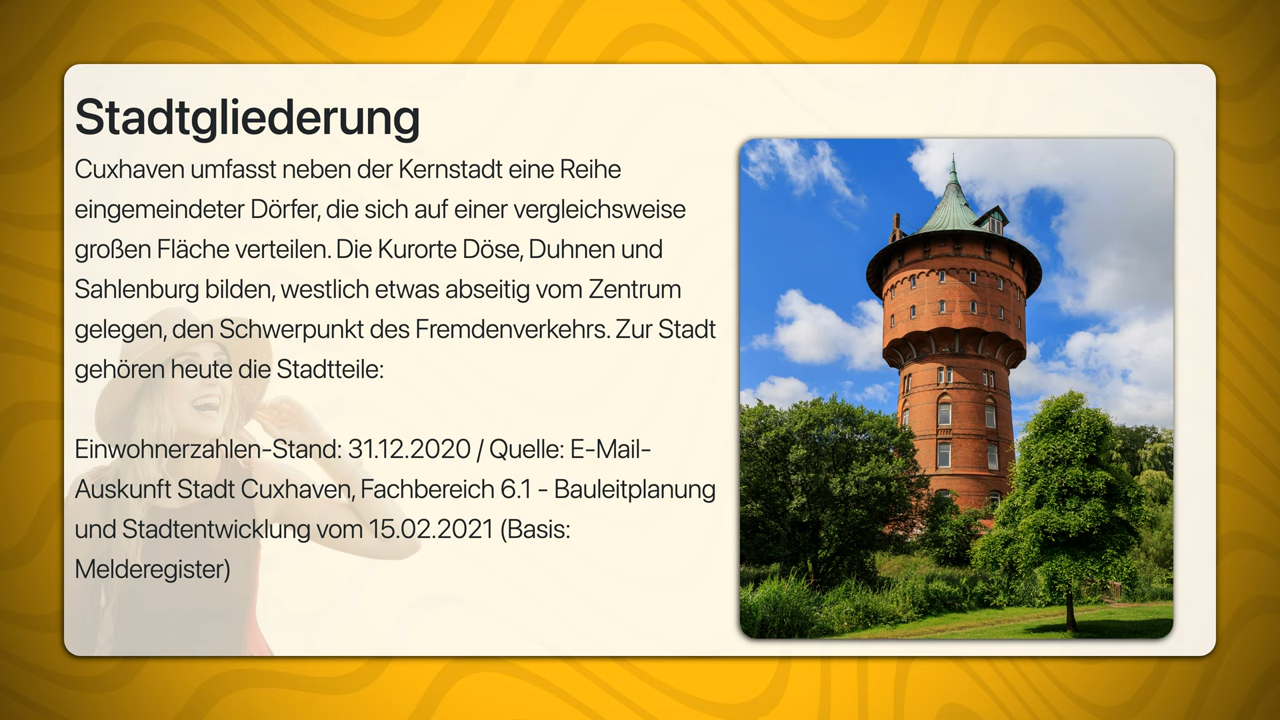 Stadtgliederung
Cuxhaven umfasst neben der Kernstadt eine Reihe
eingemeindeter Dörfer, die sich auf einer vergleichsweise
großen Fläche verteilen. Die Kurorte Döse, Duhnen und
Sahlenburg bilden, westlich etwas abseitig vom Zentrum
gelegen, den Schwerpunkt des Fremdenverkehrs. Zur Stadt
gehören heute die Stadtteile:
Einwohnerzahlen-Stand: 31.12.2020 / Quelle: E-Mail-
Auskunft Stadt Cuxhaven, Fachbereich 6.1 - Bauleitplanung
und Stadtentwicklung vom 15.02.2021 (Basis:
Melderegister)